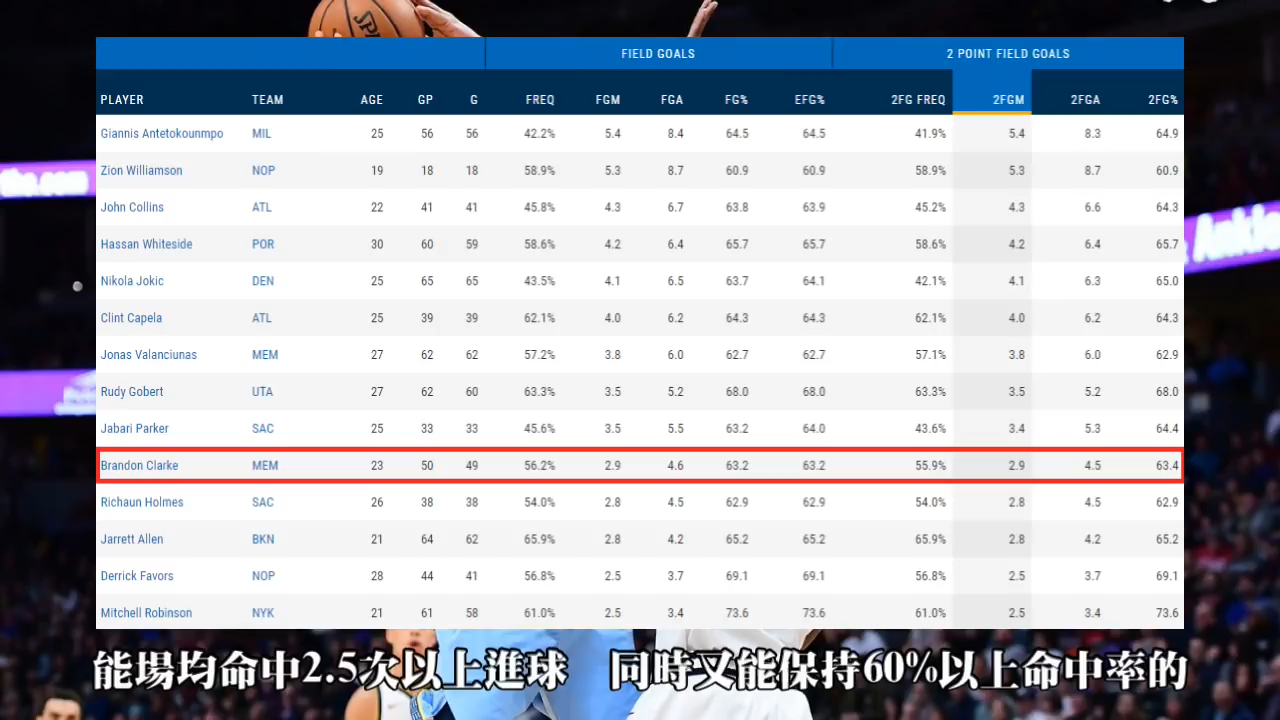 SPAL
FIELD GOALS 2 POINT FIELD GOALS
PLAYER TEAM AGE GP G FREQ FGM FGA FG% EFG% 2FG FREQ 2FGM 2FGA 2FG%
Giannis Antetokounmpo MIL 25 56 56 42.2% 5.4 8.4 64.5 64.5 41.9% 5.4 8.3 64.9
Zion Williamson NOP 19 18 18 58.9% 5.3 8.7 60.9 60.9 58.9% 5.3 8.7 60.9
John Collins ATL 22 41 41 45.8% 4.3 6.7 63.8 63.9 45.2% 4.3 6.6 64.3
Hassan Whiteside POR 30 60 59 58.6% 4.2 6.4 65.7 65.7 58.6% 4.2 6.4 65.7
Nikola Jokic DEN 25 65 65 43.5% 4.1 6.5 63.7 64.1 42.1% 4.1 6.3 65.0
Clint Capela ATL 25 39 39 62.1% 4.0 6.2 64.3 64.3 62.1% 4.0 6.2 64.3
Jonas Valanciunas MEM 27 62 62 57.2% 3.8 6.0 62.7 62.7 57.1% 3.8 6.0 62.9
Rudy Gobert UTA 27 62 60 63.3% 3.5 5.2 68.0 68.0 63.3% 3.5 5.2 68.0
Jabari Parker SAC 25 33 33 45.6% 3.5 5.5 63.2 64.0 43.6% 3.4 5.3 64.4
Brandon Clarke MEM 23 50 49 56.2% 2.9 4.6 63.2 63.2 55.9% 2.9 4.5 63.4
Richaun Holmes SAC 26 38 38 54.0% 2.8 4.5 62.9 62.9 54.0% 2.8 4.5 62.9
Jarrett Allen BKN 21 64 62 65.9% 2.8 4.2 65.2 65.2 65.9% 2.8 4.2 65.2
Derrick Favors NOP 28 44 41 56.8% 2.5 3.7 69.1 69.1 56.8% 2.5 3.7 69.1
Mitchell Robinson NYK 21 61 58 61.0% 2.5 3.4 73.6 73.6 61.0% 2.5 3.4 73.6
能場均命中2.5次以上進球 同時又能保持60%以上命中率的